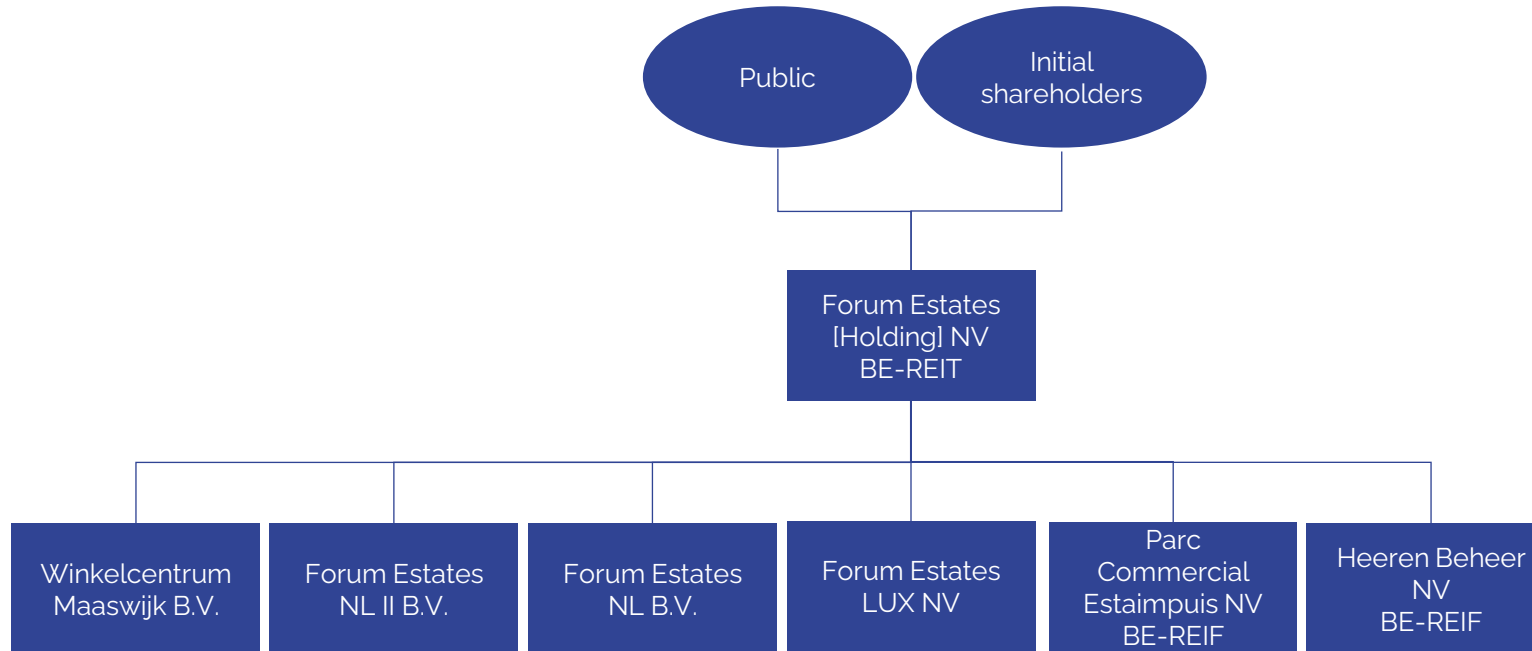 Public
Initial
shareholders
Forum Estates
[Holding] NV
BE-REIT
Winkelcentrum
Maaswijk B.V.
Forum Estates
NL II B.V.
Forum Estates
NL B.V.
Forum Estates
LUX NV
Parc
Commercial
Estaimpuis NV
BE-REIF
Heeren Beheer
NV
BE-REIF